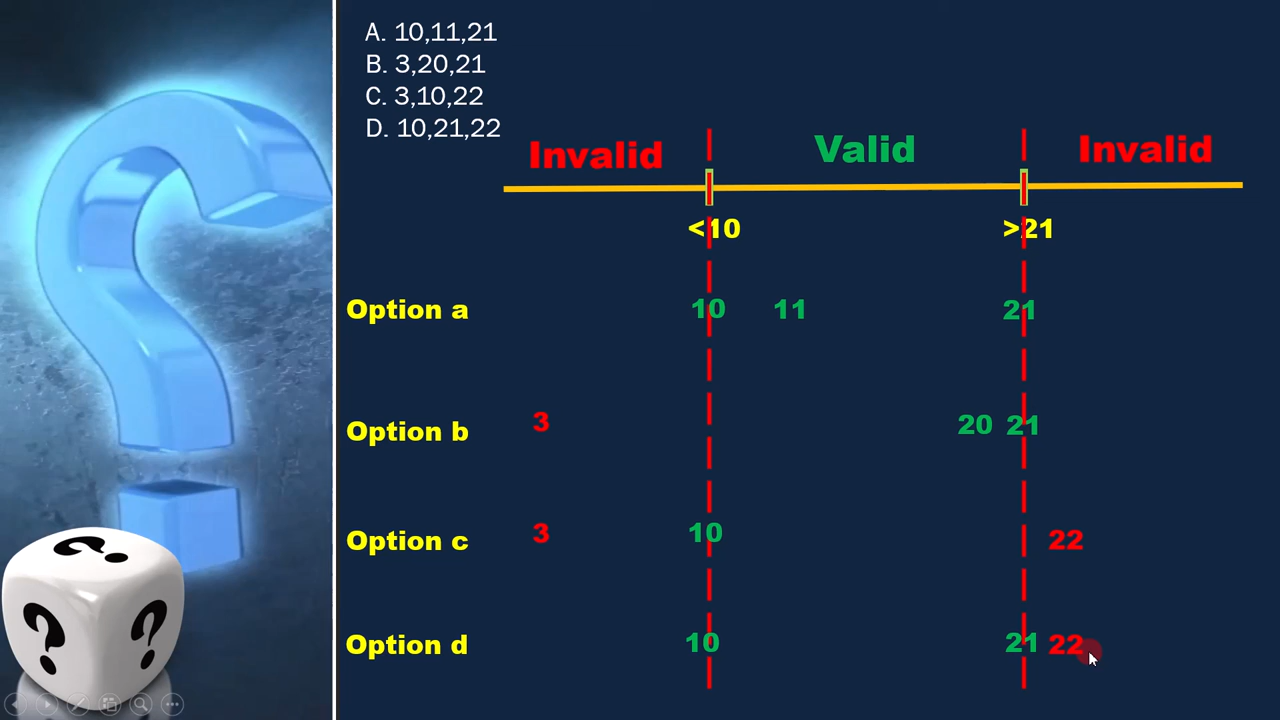 A. 10,11,21
B. 3,20,21
C. 3,10,22
D. 10,21,22
Invalid Valid Invalid
<10 >21
Option a 10 11 21
Option b 3 20 21
Option c 3 10 22
Option d 10 21 22
? ? ?